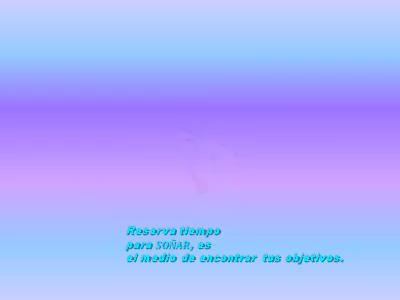 Reserva tiempo
para SOÑAR, es
el medio de encontrar tus objetivos.